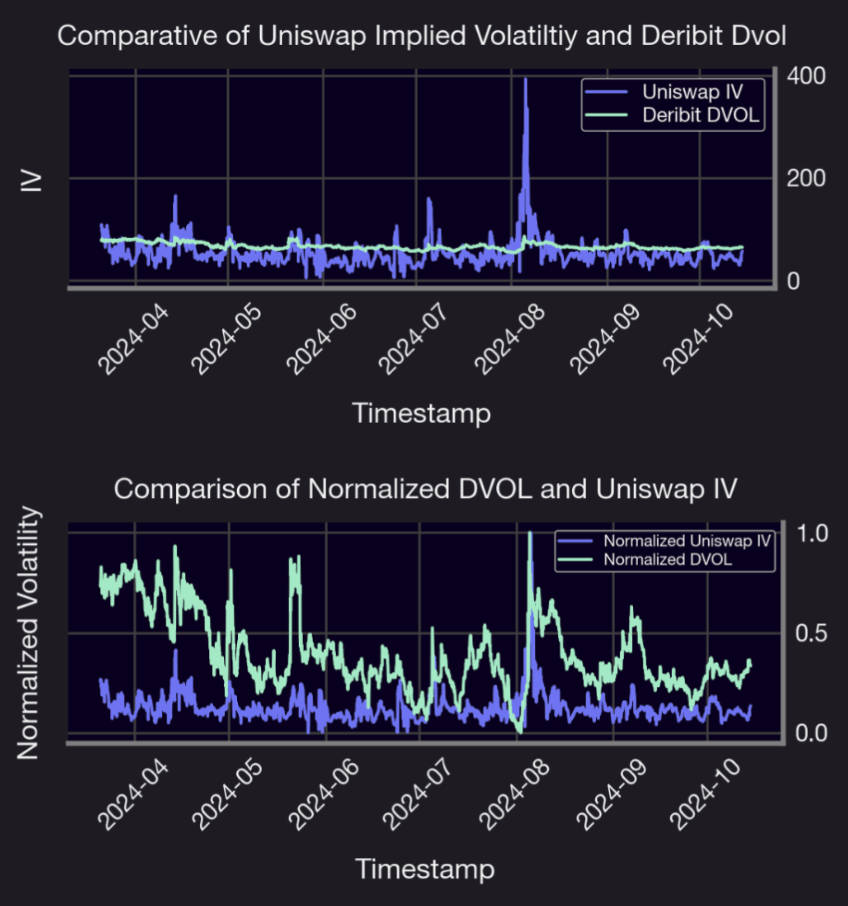 Comparative of Uniswap Implied Volatiltiy and Deribit Dvol
400
Uniswap IV
Deribit DVOL
IV
200
0
2024-04
2024-05
2024-06
2024-07
2024-08
2024-09
2024-10
Timestamp
Comparison of Normalized DVOL and Uniswap IV
1.0
Normalized Uniswap IV
Normalized DVOL
Normalized Volatility
0.5
0.0
2024-04
2024-05
2024-06
2024-07
2024-08
2024-09
2024-10
Timestamp